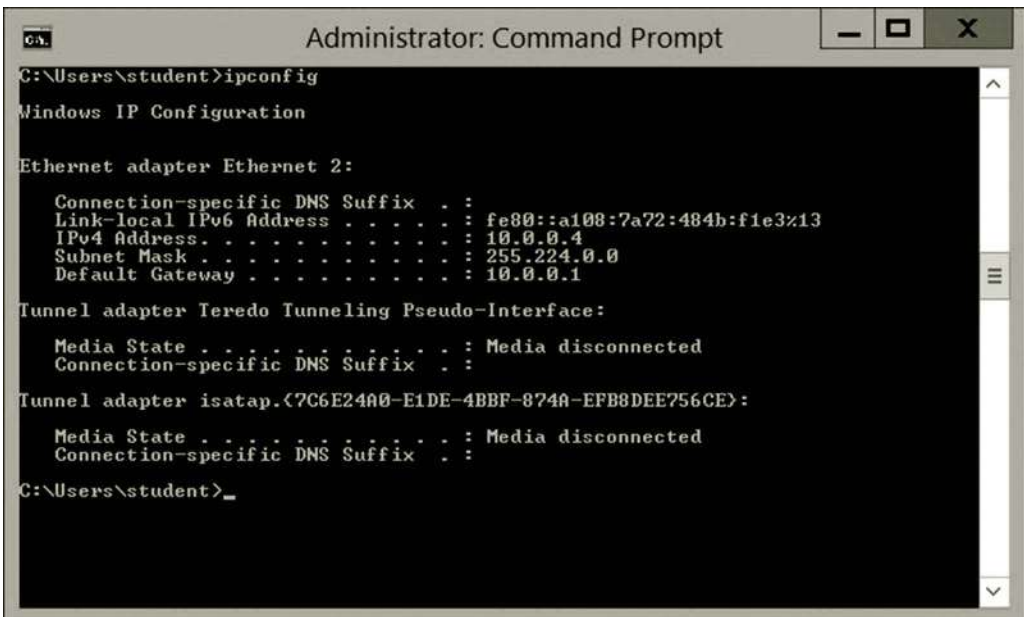 Administrator: Command Prompt
C:\Users\student>ipconfig
Windows IP Configuration
Ethernet adapter Ethernet 2:
Connection-specific DNS Suffix . :
Link-local IPv6 Address . . . . . : fe80::a108:7a72:484b:f1e3%13
IPv4 Address. . . . . . . . . . . : 10.0.0.4
Subnet Mask . . . . . . . . . . . : 255.224.0.0
Default Gateway . . . . . . . . . : 10.0.0.1
Tunnel adapter Teredo Tunneling Pseudo-Interface:
Media State . . . . . . . . . . . : Media disconnected
Connection-specific DNS Suffix . :
Tunnel adapter isatap.{7C6E24A0-E1DE-4BBF-874A-EFB8DEE756CE}:
Media State . . . . . . . . . . . : Media disconnected
Connection-specific DNS Suffix . :
C:\Users\student>_